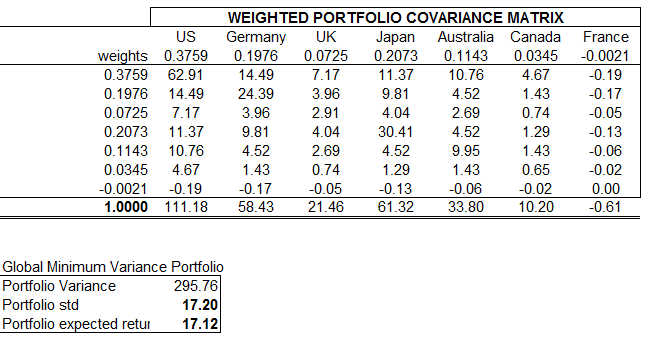 WEIGHTED PORTFOLIO COVARIANCE MATRIX
US Germany UK Japan Australia Canada France
weights 0.3759 0.1976 0.0725 0.2073 0.1143 0.0345 -0.0021
0.3759 62.91 14.49 7.17 11.37 10.76 4.67 -0.19
0.1976 14.49 24.39 3.96 9.81 4.52 1.43 -0.17
0.0725 7.17 3.96 2.91 4.04 2.69 0.74 -0.05
0.2073 11.37 9.81 4.04 30.41 4.52 1.29 -0.13
0.1143 10.76 4.52 2.69 4.52 9.95 1.43 -0.06
0.0345 4.67 1.43 0.74 1.29 1.43 0.65 -0.02
-0.0021 -0.19 -0.17 -0.05 -0.13 -0.06 -0.02 0.00
1.0000 111.18 58.43 21.46 61.32 33.80 10.20 -0.61
Global Minimum Variance Portfolio
Portfolio Variance 295.76
Portfolio std 17.20
Portfolio expected retur 17.12